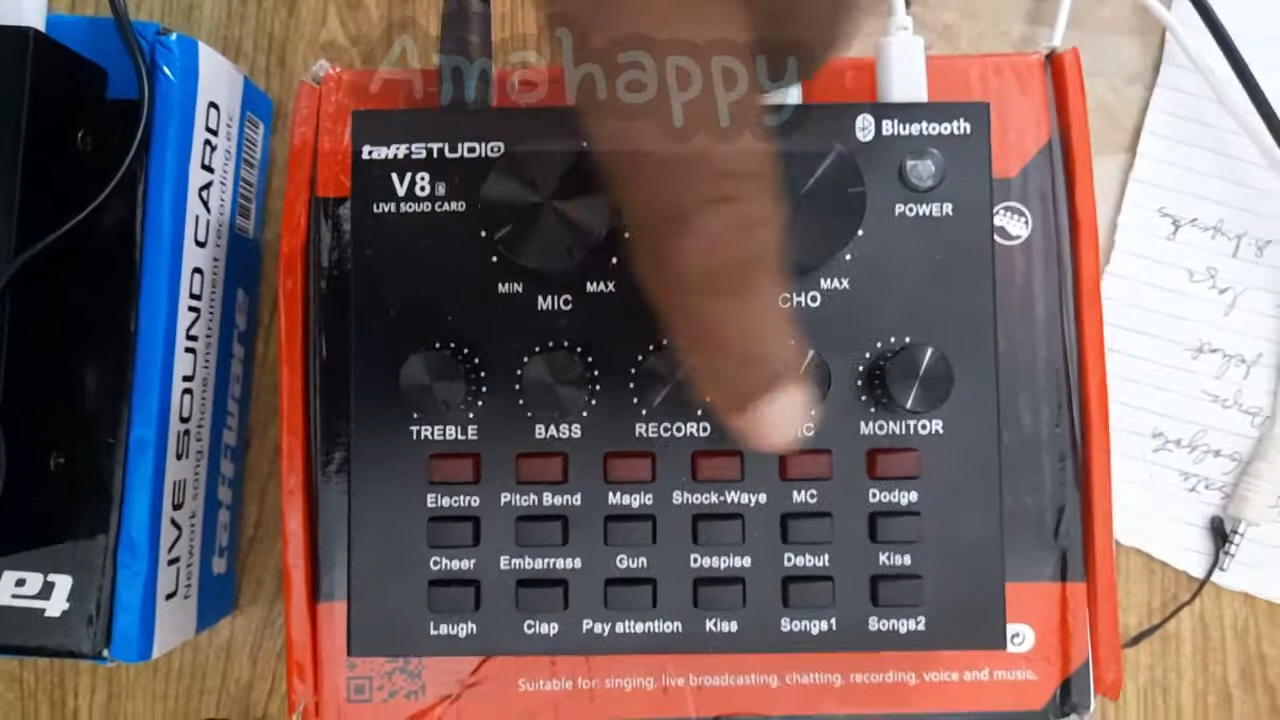 Amahappy
taffSTUDIO
V8s
LIVE SOUD CARD
Bluetooth
POWER
MIN
MAX
MIC
MAX
CHO
TREBLE
BASS
RECORD
IC
MONITOR
Electro
Pitch Bend
Magic
Shock-Waye
MC
Dodge
Cheer
Embarrass
Gun
Despise
Debut
Kiss
Laugh
Clap
Pay attention
Kiss
Songs1
Songs2
Suitable for: singing, live broadcasting, chatting, recording, voice and music.
LIVE SOUND CARD
Network song,Phone,instrument recording,etc.
taffware
ta